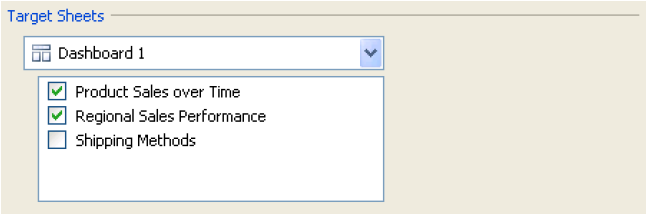 Target Sheets
Dashboard 1
Product Sales over Time
Regional Sales Performance
Shipping Methods